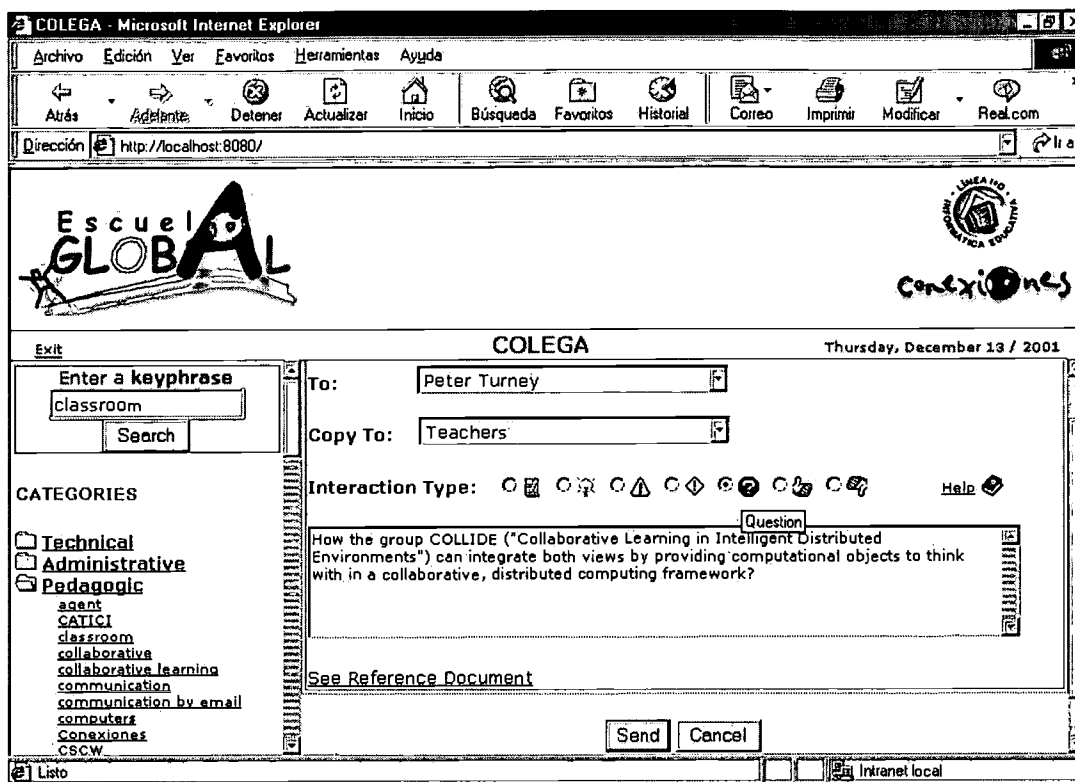 COLEGA - Microsoft Internet Explorer
Archivo Edición Ver Favoritos Herramientas Ayuda
Atrás Adelante Detener Actualizar Inicio Búsqueda Favoritos Historial Correo Imprimir Modificar Real.com
Dirección http://localhost:8080/ Ir a
Escuel
GLOBAL
LÍNEA I+D
INFORMÁTICA EDUCATIVA
conexiones
Exit COLEGA Thursday, December 13 / 2001
Enter a keyphrase
classroom
Search
CATEGORIES
Technical
Administrative
Pedagogic
agent
CATICI
classroom
collaborative
collaborative learning
communication
communication by email
computers
Conexiones
CSCW
To: Peter Turney
Copy To: Teachers
Interaction Type: Help
Question
How the group COLLIDE ("Collaborative Learning in Intelligent Distributed
Environments") can integrate both views by providing computational objects to think
with in a collaborative, distributed computing framework?
See Reference Document
Send Cancel
Listo Intranet local